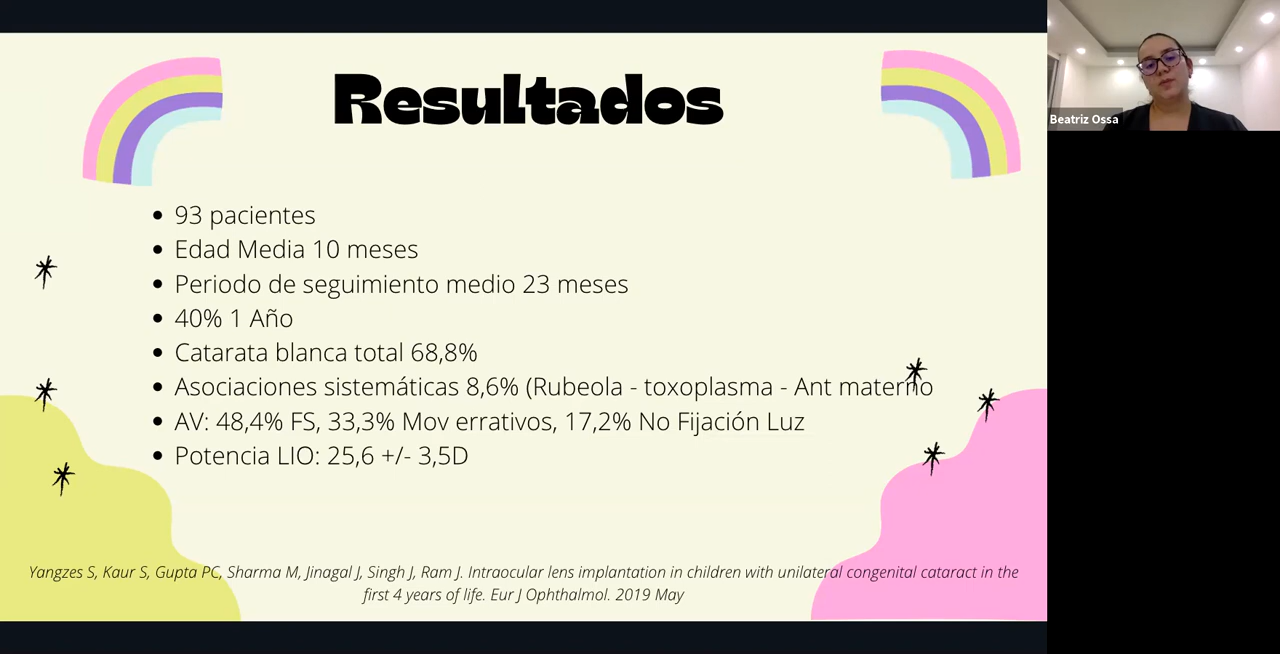 Resultados
93 pacientes
Edad Media 10 meses
Periodo de seguimiento medio 23 meses
40% 1 Año
Catarata blanca total 68,8%
Asociaciones sistemáticas 8,6% (Rubeola - toxoplasma - Ant materno
AV: 48,4% FS, 33,3% Mov errativos, 17,2% No Fijación Luz
Potencia LIO: 25,6 +/- 3,5D
Yangzes S, Kaur S, Gupta PC, Sharma M, Jinagal J, Singh J, Ram J. Intraocular lens implantation in children with unilateral congenital cataract in the
first 4 years of life. Eur J Ophthalmol. 2019 May
Beatriz Ossa